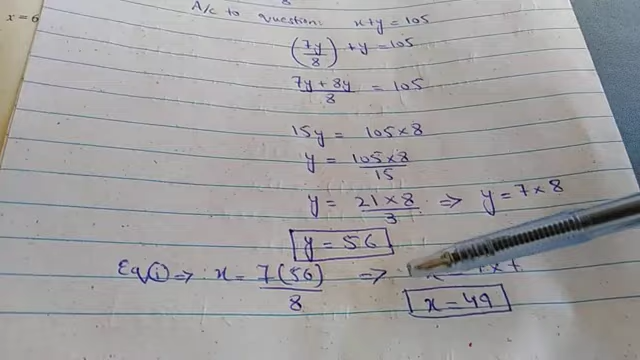 x = 6
A/c to question: x+y = 105
(7y/8) + y = 105
7y + 8y / 8 = 105
15y = 105×8
y = 105×8 / 15
y = 21×8 / 3 ⇒ y = 7×8
y = 56
Eq ① ⇒ x = 7(56) / 8 ⇒
x = 49